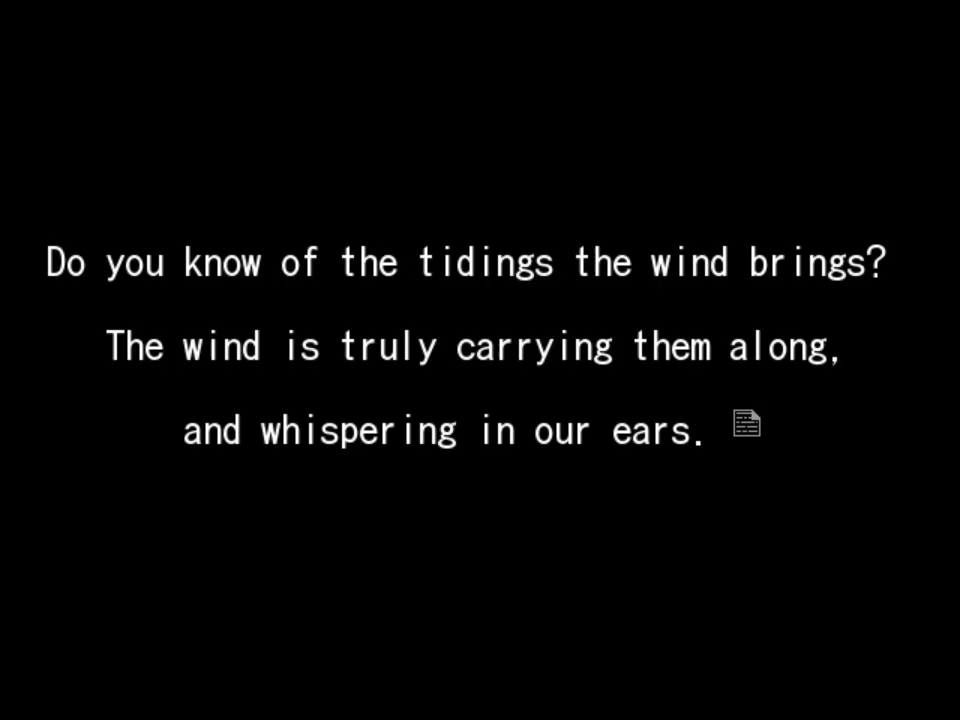 Do you know of the tidings the wind brings?
The wind is truly carrying them along,
and whispering in our ears.